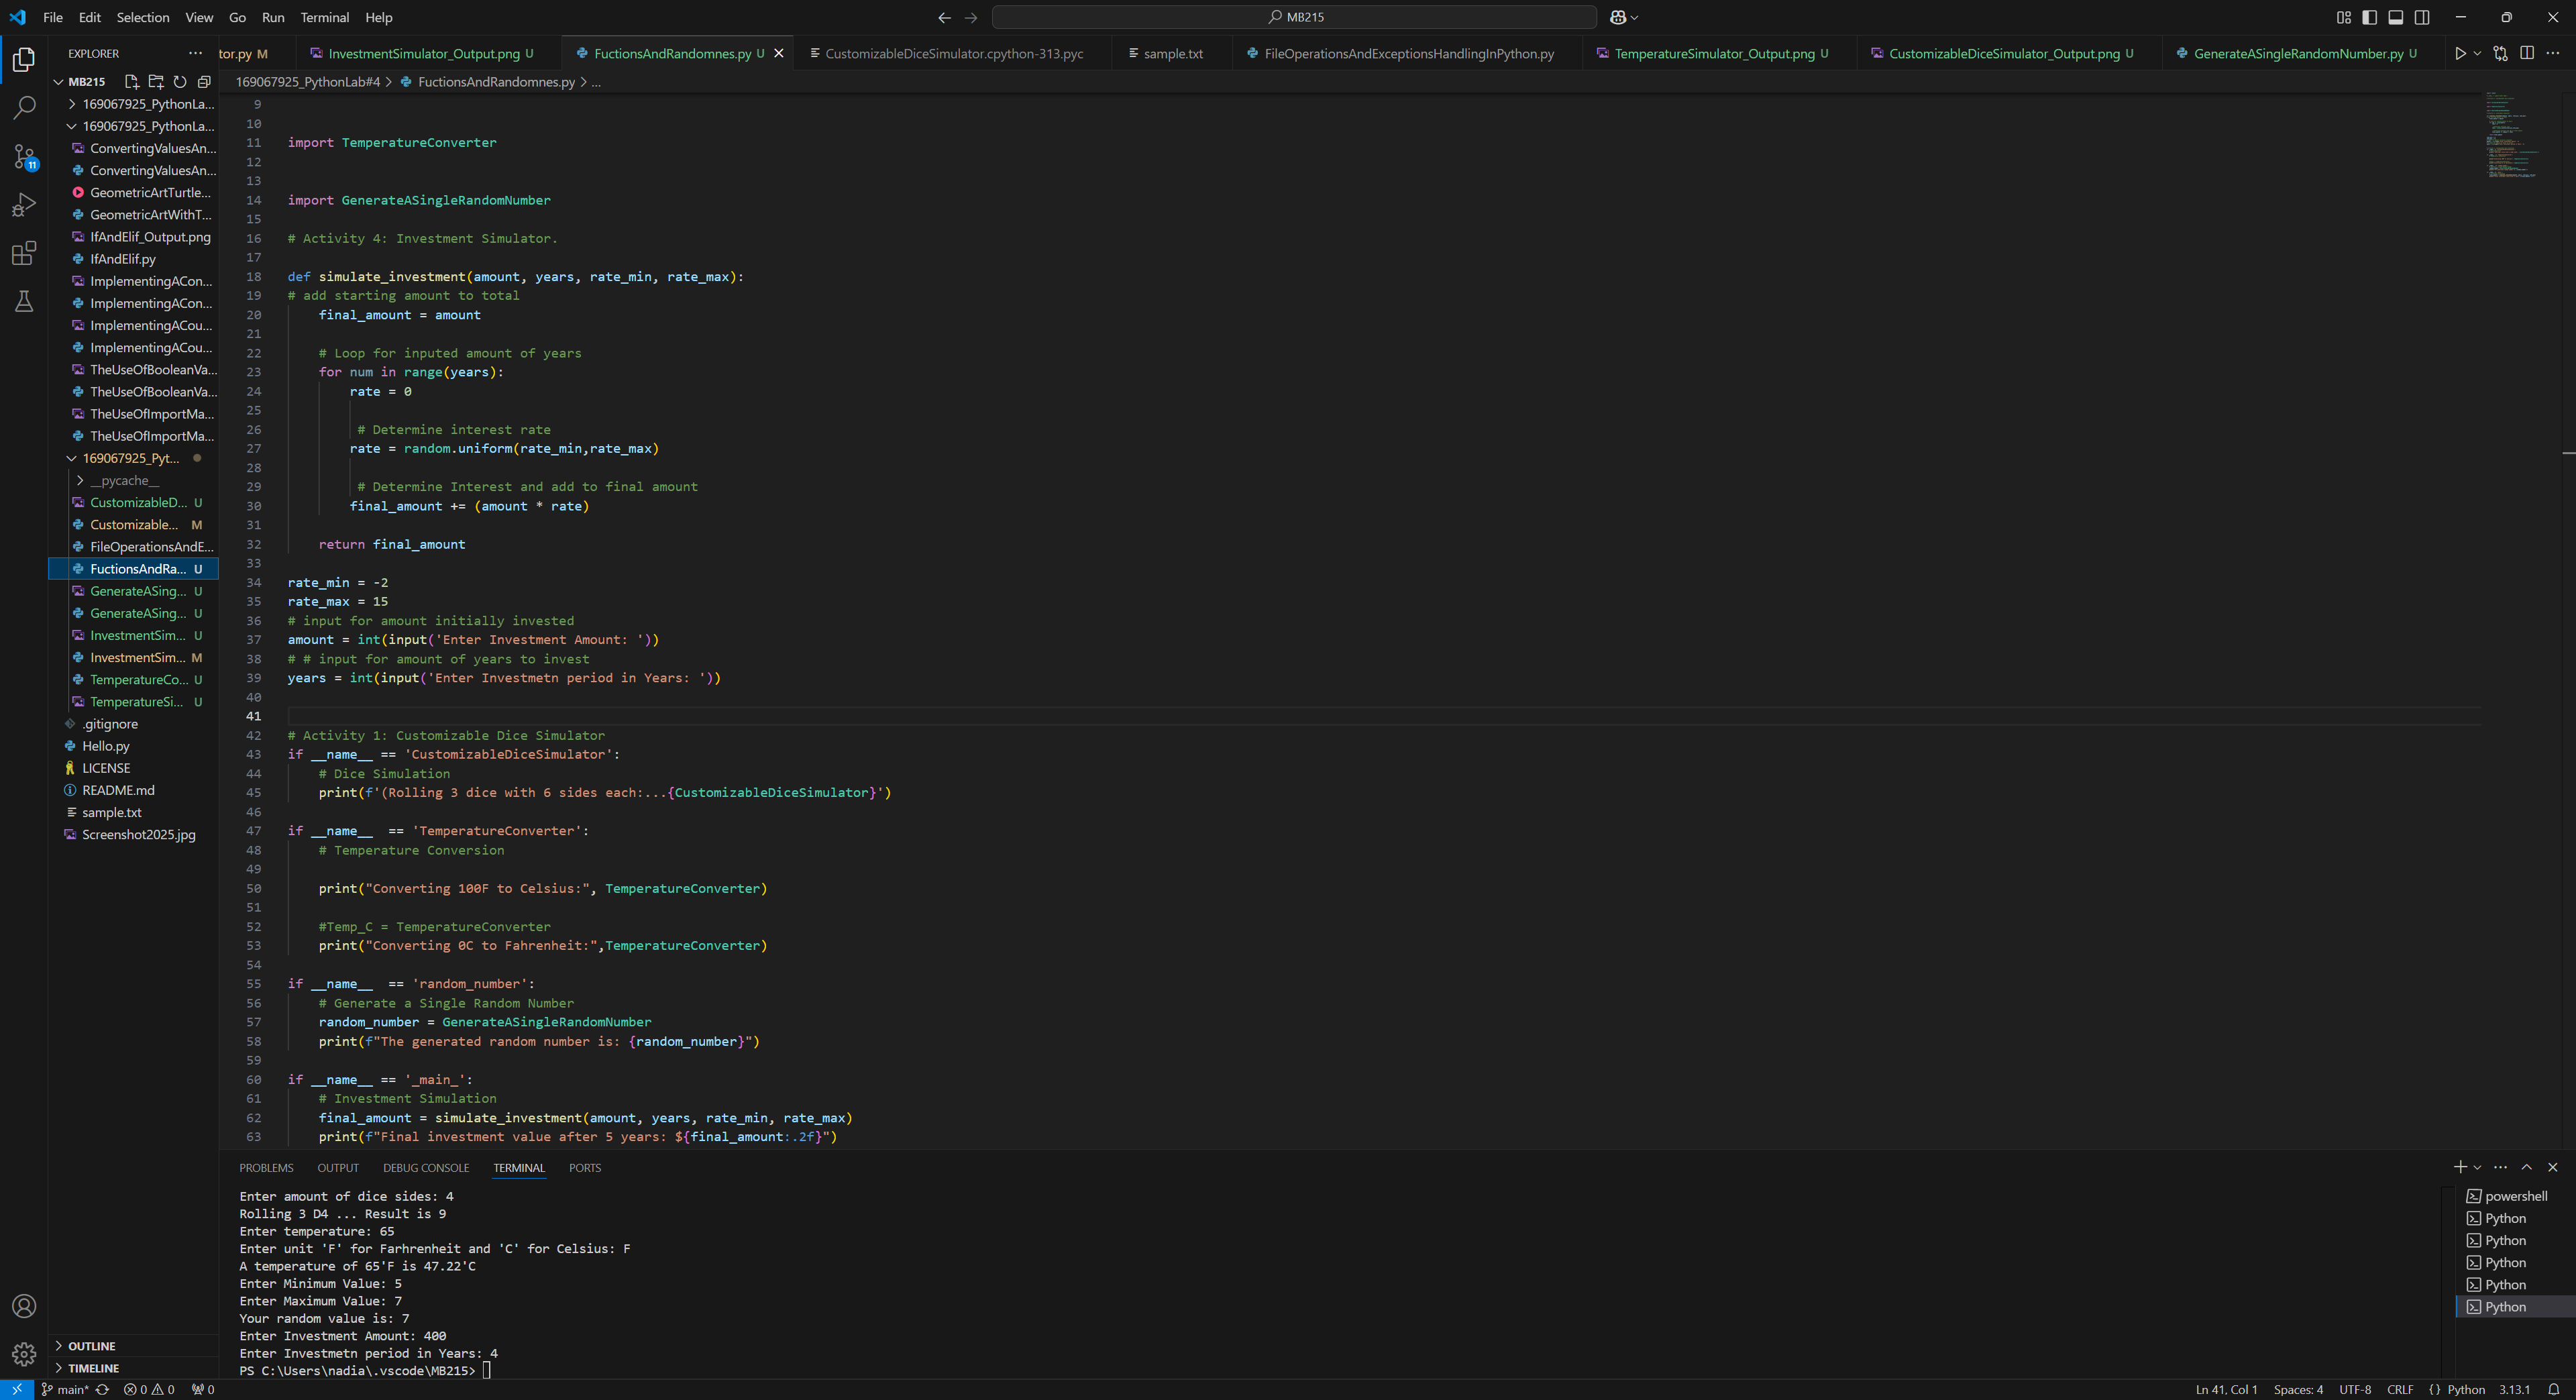 File Edit Selection View Go Run Terminal Help
MB215
EXPLORER
tor.py M
InvestmentSimulator_Output.png U
FuctionsAndRandomnes.py U
CustomizableDiceSimulator.cpython-313.pyc
sample.txt
FileOperationsAndExceptionsHandlingInPython.py
TemperatureSimulator_Output.png U
CustomizableDiceSimulator_Output.png U
GenerateASingleRandomNumber.py U
169067925_PythonLab#4 > FuctionsAndRandomnes.py > ...
MB215
169067925_PythonLa...
169067925_PythonLa...
ConvertingValuesAn...
ConvertingValuesAn...
GeometricArtTurtle...
GeometricArtWithT...
IfAndElif_Output.png
IfAndElif.py
ImplementingACon...
ImplementingACon...
ImplementingACou...
ImplementingACou...
TheUseOfBooleanVa...
TheUseOfBooleanVa...
TheUseOfImportMa...
TheUseOfImportMa...
169067925_Pyt...
__pycache__
CustomizableD... U
Customizable... M
FileOperationsAndE...
FuctionsAndRa... U
GenerateASing... U
GenerateASing... U
InvestmentSim... U
InvestmentSim... M
TemperatureCo... U
TemperatureSi... U
.gitignore
Hello.py
LICENSE
README.md
sample.txt
Screenshot2025.jpg
OUTLINE
TIMELINE
11
9
10
11 import TemperatureConverter
12
13
14 import GenerateASingleRandomNumber
15
16 # Activity 4: Investment Simulator.
17
18 def simulate_investment(amount, years, rate_min, rate_max):
19 # add starting amount to total
20 final_amount = amount
21
22 # Loop for inputed amount of years
23 for num in range(years):
24 rate = 0
25
26 # Determine interest rate
27 rate = random.uniform(rate_min,rate_max)
28
29 # Determine Interest and add to final amount
30 final_amount += (amount * rate)
31
32 return final_amount
33
34 rate_min = -2
35 rate_max = 15
36 # input for amount initially invested
37 amount = int(input('Enter Investment Amount: '))
38 # # input for amount of years to invest
39 years = int(input('Enter Investmetn period in Years: '))
40
41
42 # Activity 1: Customizable Dice Simulator
43 if __name__ == 'CustomizableDiceSimulator':
44 # Dice Simulation
45 print(f'(Rolling 3 dice with 6 sides each:...{CustomizableDiceSimulator}')
46
47 if __name__  == 'TemperatureConverter':
48 # Temperature Conversion
49
50 print("Converting 100F to Celsius:", TemperatureConverter)
51
52 #Temp_C = TemperatureConverter
53 print("Converting 0C to Fahrenheit:",TemperatureConverter)
54
55 if __name__  == 'random_number':
56 # Generate a Single Random Number
57 random_number = GenerateASingleRandomNumber
58 print(f"The generated random number is: {random_number}")
59
60 if __name__ == '_main_':
61 # Investment Simulation
62 final_amount = simulate_investment(amount, years, rate_min, rate_max)
63 print(f"Final investment value after 5 years: ${final_amount:.2f}")
PROBLEMS OUTPUT DEBUG CONSOLE TERMINAL PORTS
Enter amount of dice sides: 4
Rolling 3 D4 ... Result is 9
Enter temperature: 65
Enter unit 'F' for Farhrenheit and 'C' for Celsius: F
A temperature of 65'F is 47.22'C
Enter Minimum Value: 5
Enter Maximum Value: 7
Your random value is: 7
Enter Investment Amount: 400
Enter Investmetn period in Years: 4
PS C:\Users\nadia\.vscode\MB215>
powershell
Python
Python
Python
Python
Python
main* 0 0 0
Ln 41, Col 1 Spaces: 4 UTF-8 CRLF {} Python 3.13.1